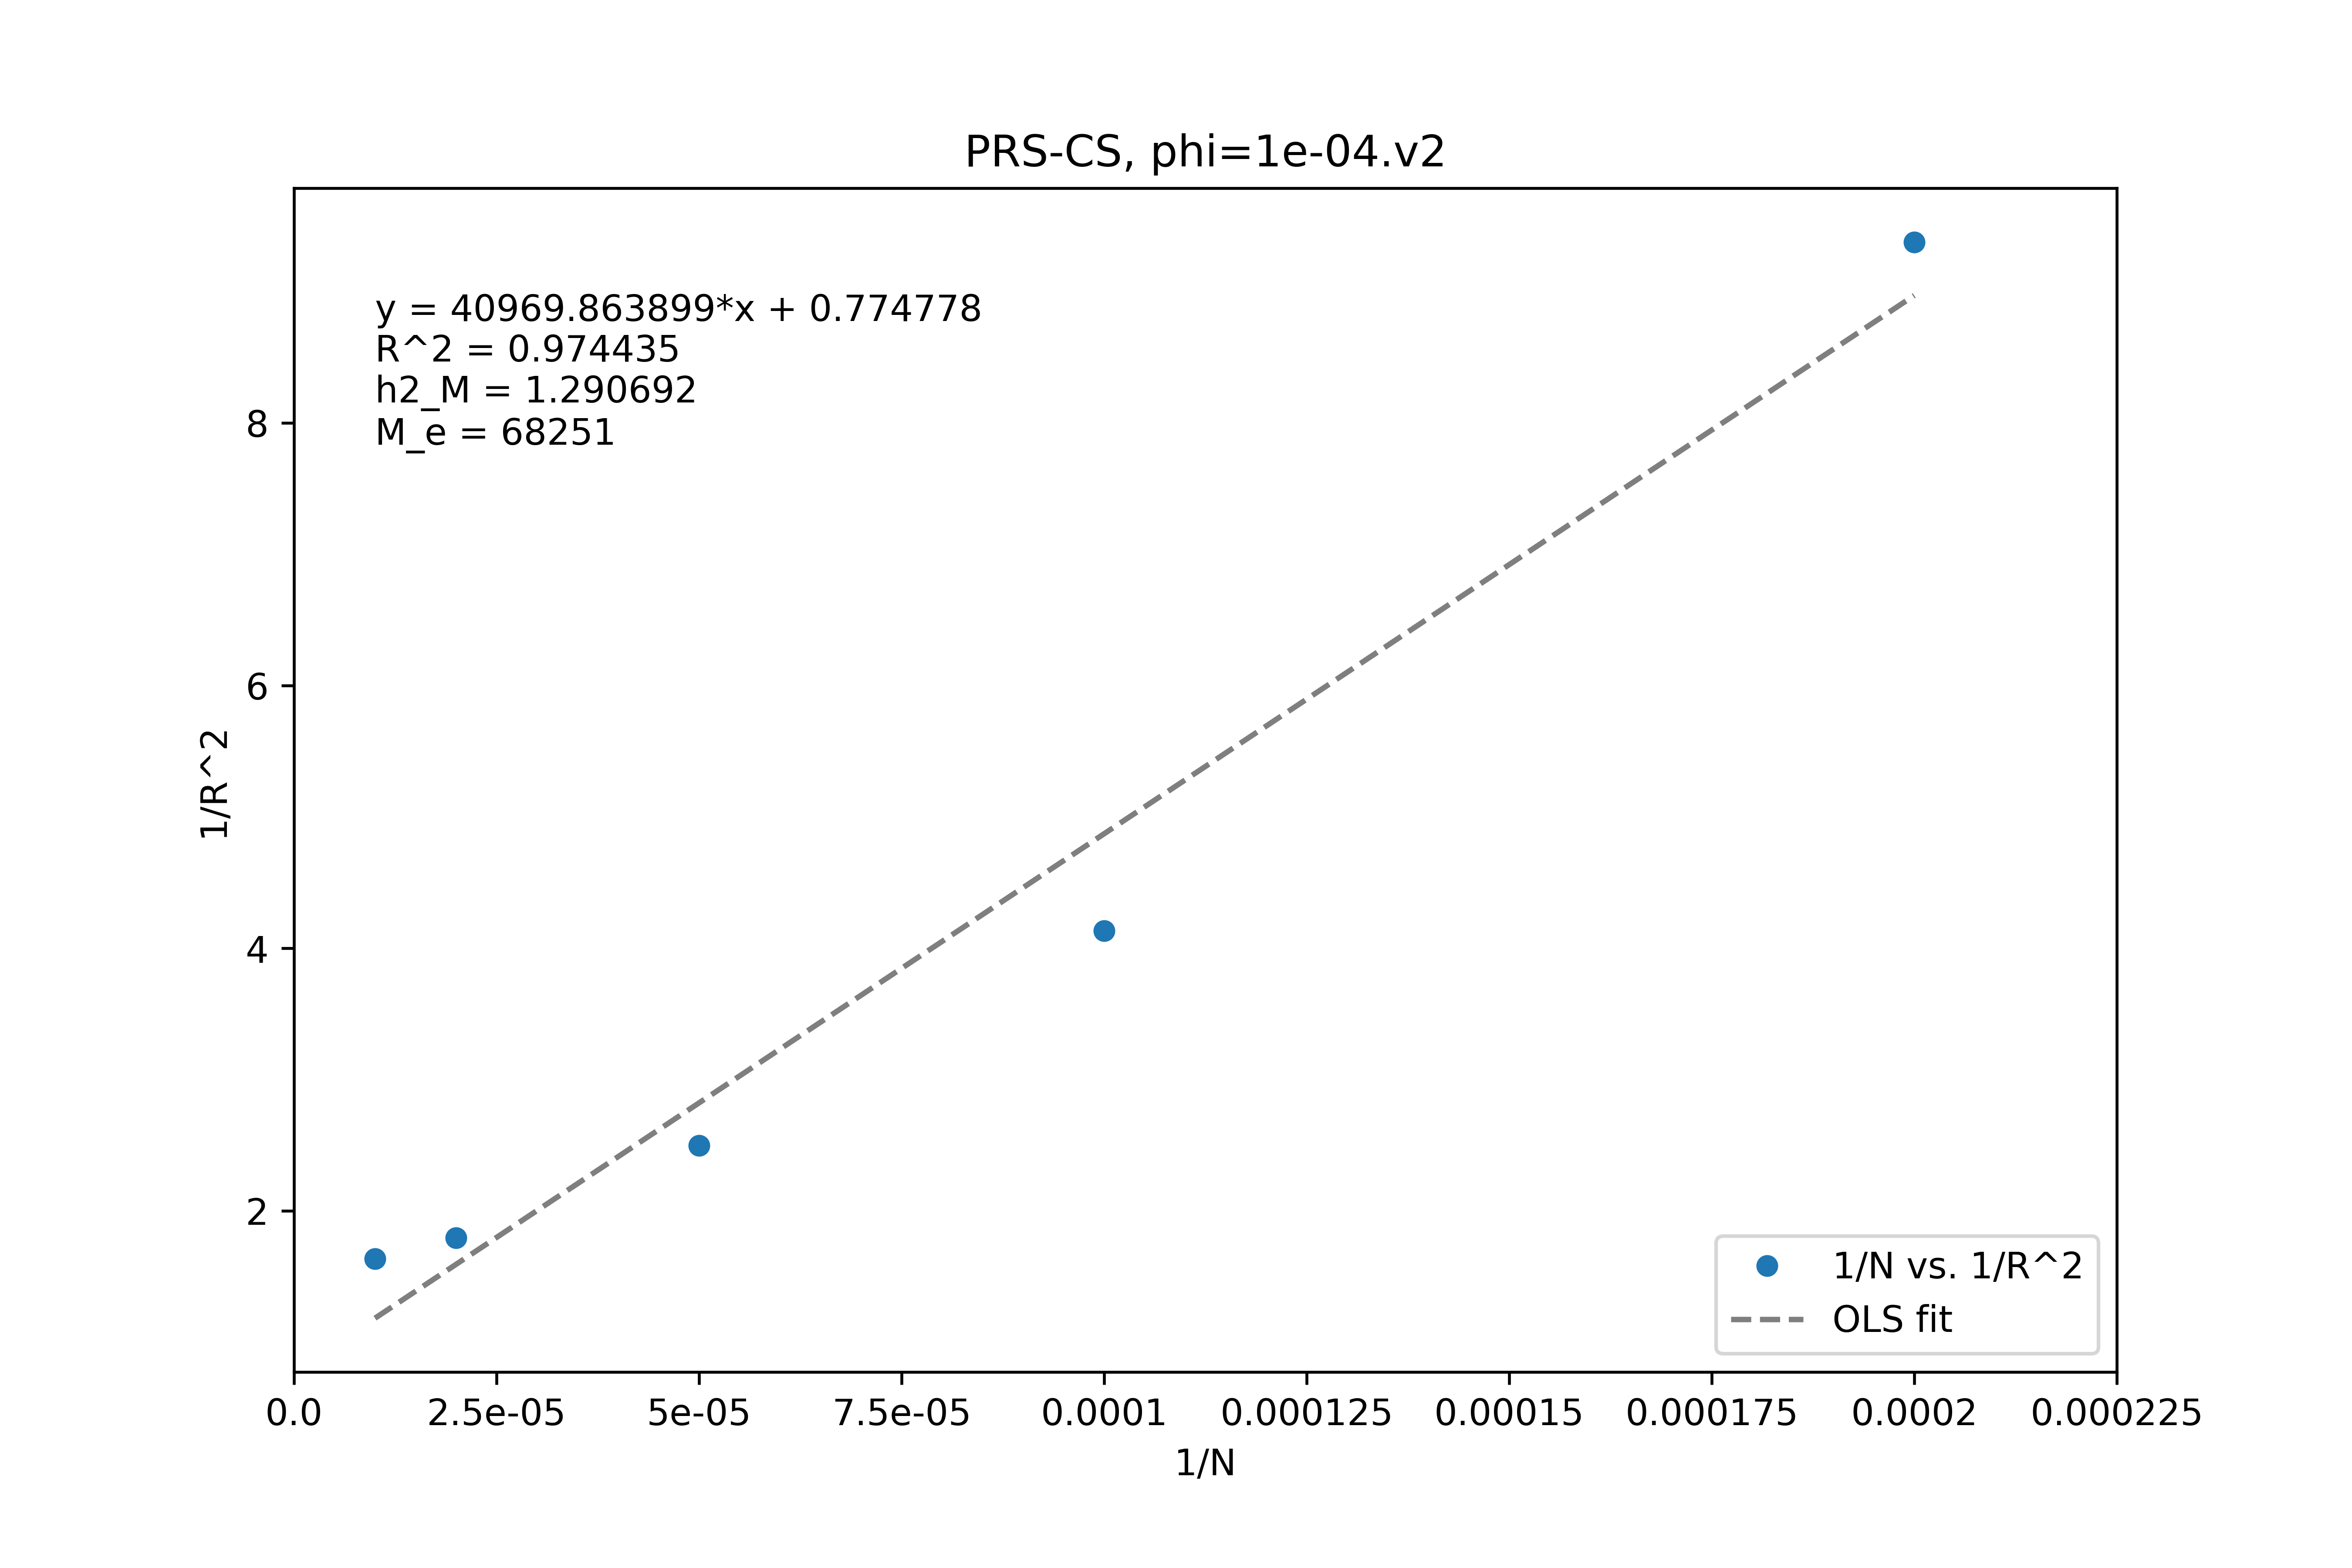 PRS-CS, phi=1e-04.v2
y = 40969.863899*x + 0.774778
R^2 = 0.974435
h2_M = 1.290692
M_e = 68251
8
6
4
2
1/R^2
1/N vs. 1/R^2
OLS fit
0.0 2.5e-05 5e-05 7.5e-05 0.0001 0.000125 0.00015 0.000175 0.0002 0.000225
1/N